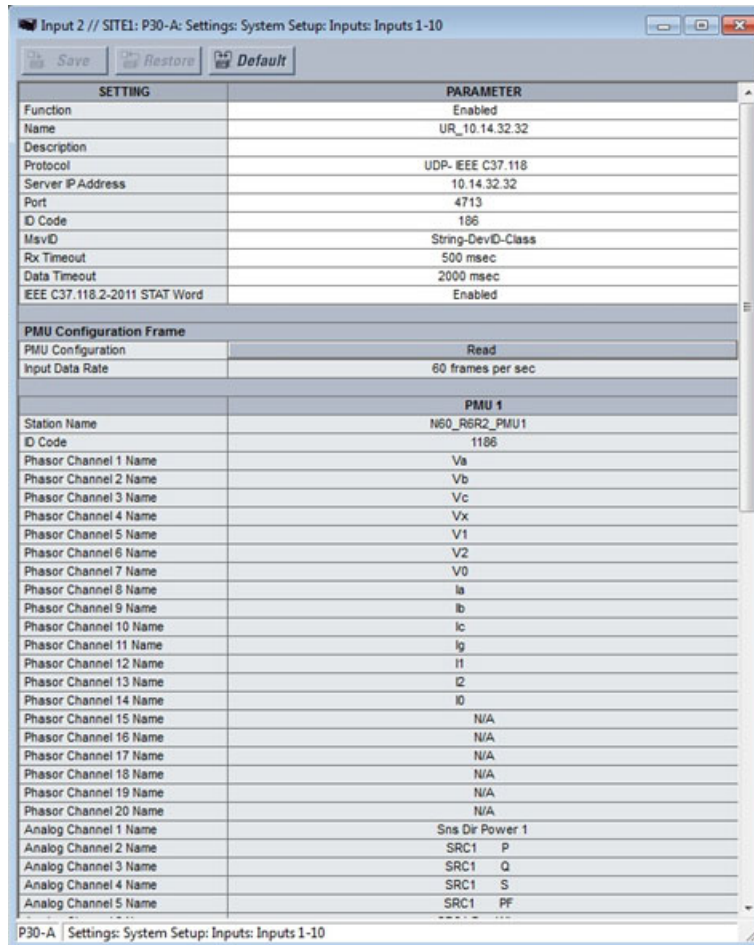 Input 2 // SITE1: P30-A: Settings: System Setup: Inputs: Inputs 1-10
Save Restore Default
SETTING PARAMETER
Function Enabled
Name UR_10.14.32.32
Description
Protocol UDP- IEEE C37.118
Server IP Address 10.14.32.32
Port 4713
ID Code 186
MsvID String-DevID-Class
Rx Timeout 500 msec
Data Timeout 2000 msec
IEEE C37.118.2-2011 STAT Word Enabled
PMU Configuration Frame
PMU Configuration Read
Input Data Rate 60 frames per sec
PMU 1
Station Name N60_R6R2_PMU1
ID Code 1186
Phasor Channel 1 Name Va
Phasor Channel 2 Name Vb
Phasor Channel 3 Name Vc
Phasor Channel 4 Name Vx
Phasor Channel 5 Name V1
Phasor Channel 6 Name V2
Phasor Channel 7 Name V0
Phasor Channel 8 Name Ia
Phasor Channel 9 Name Ib
Phasor Channel 10 Name Ic
Phasor Channel 11 Name Ig
Phasor Channel 12 Name I1
Phasor Channel 13 Name I2
Phasor Channel 14 Name I0
Phasor Channel 15 Name N/A
Phasor Channel 16 Name N/A
Phasor Channel 17 Name N/A
Phasor Channel 18 Name N/A
Phasor Channel 19 Name N/A
Phasor Channel 20 Name N/A
Analog Channel 1 Name Sns Dir Power 1
Analog Channel 2 Name SRC1 P
Analog Channel 3 Name SRC1 Q
Analog Channel 4 Name SRC1 S
Analog Channel 5 Name SRC1 PF
P30-A Settings: System Setup: Inputs: Inputs 1-10